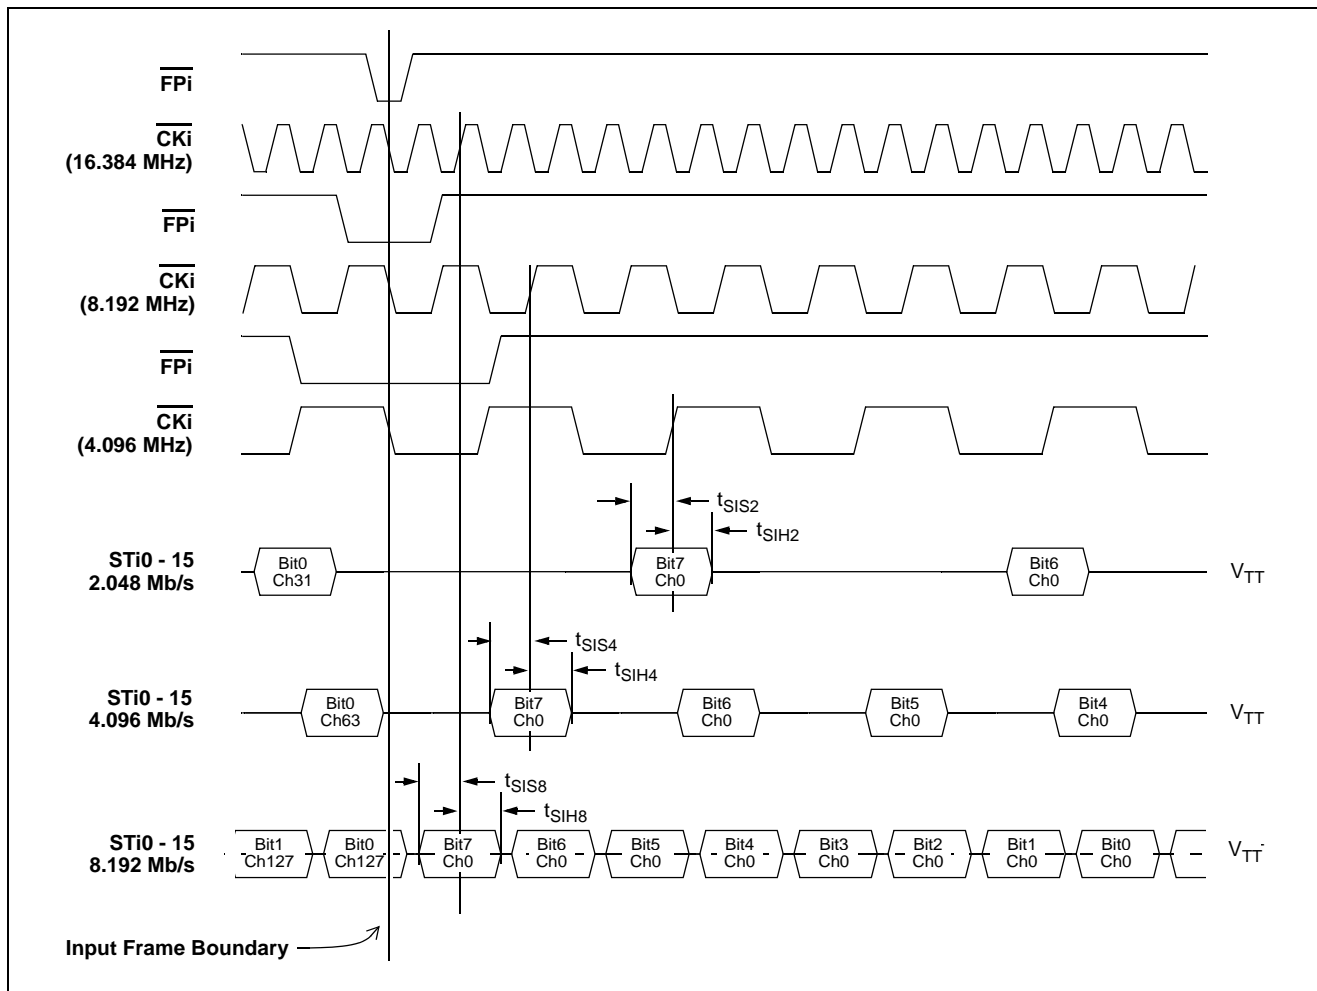 FPi
CKi
(16.384 MHz)
FPi
CKi
(8.192 MHz)
FPi
CKi
(4.096 MHz)
tSIS2
tSIH2
STi0 - 15
2.048 Mb/s
Bit0
Ch31
Bit7
Ch0
Bit6
Ch0
VTT
tSIS4
tSIH4
STi0 - 15
4.096 Mb/s
Bit0
Ch63
Bit7
Ch0
Bit6
Ch0
Bit5
Ch0
Bit4
Ch0
VTT
tSIS8
tSIH8
STi0 - 15
8.192 Mb/s
Bit1
Ch127
Bit0
Ch127
Bit7
Ch0
Bit6
Ch0
Bit5
Ch0
Bit4
Ch0
Bit3
Ch0
Bit2
Ch0
Bit1
Ch0
Bit0
Ch0
VTT
Input Frame Boundary